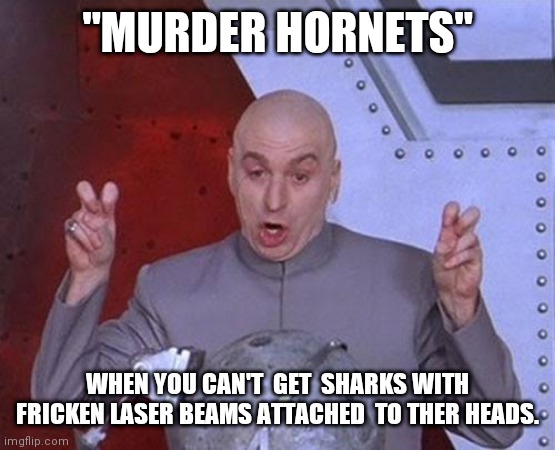 "MURDER HORNETS"
WHEN YOU CAN'T GET SHARKS WITH
FRICKEN LASER BEAMS ATTACHED TO THER HEADS.
imgflip.com